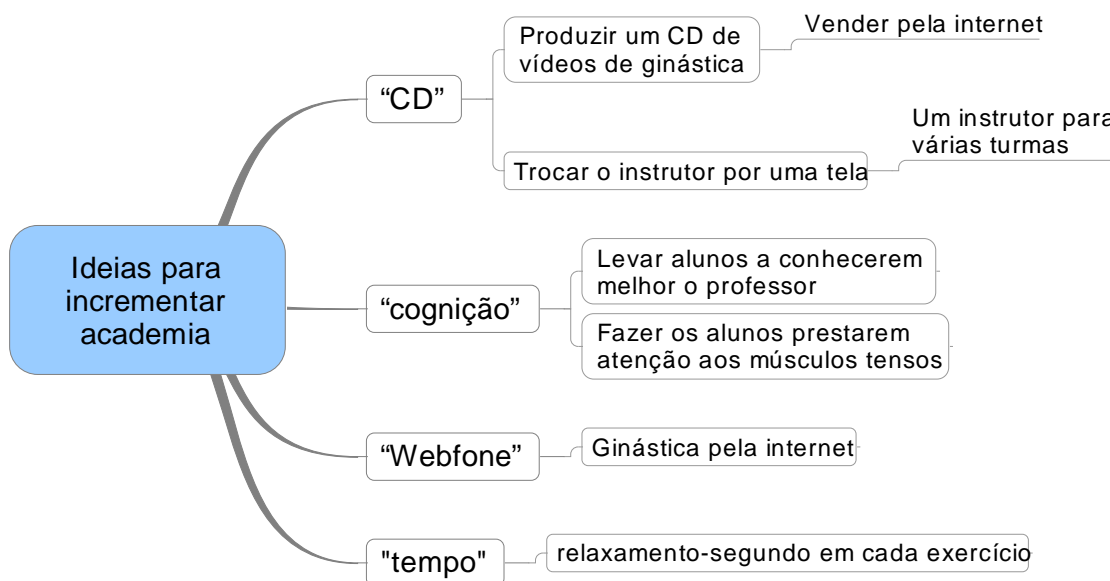 Ideias para
incrementar
academia
“CD”
Produzir um CD de
vídeos de ginástica
Vender pela internet
Trocar o instrutor por uma tela
Um instrutor para
várias turmas
“cognição”
Levar alunos a conhecerem
melhor o professor
Fazer os alunos prestarem
atenção aos músculos tensos
“Webfone”
Ginástica pela internet
"tempo"
relaxamento-segundo em cada exercício